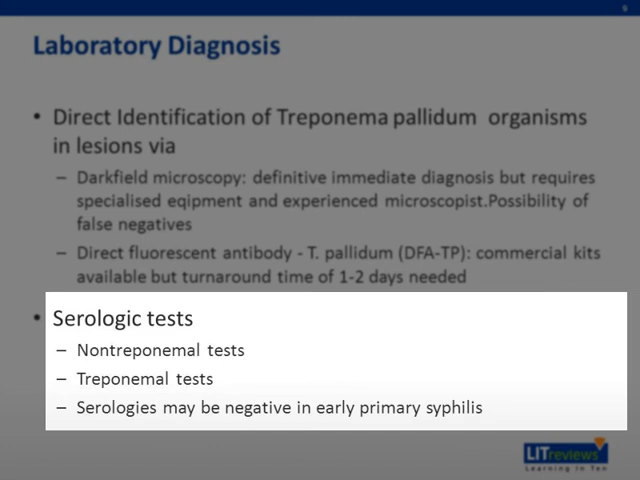 9
Laboratory Diagnosis
• Direct Identification of Treponema pallidum organisms
in lesions via
– Darkfield microscopy: definitive immediate diagnosis but requires
specialised eqipment and experienced microscopist.Possibility of
false negatives
– Direct fluorescent antibody - T. pallidum (DFA-TP): commercial kits
available but turnaround time of 1-2 days needed
• Serologic tests
– Nontreponemal tests
– Treponemal tests
– Serologies may be negative in early primary syphilis
LITreviews
Learning In Ten